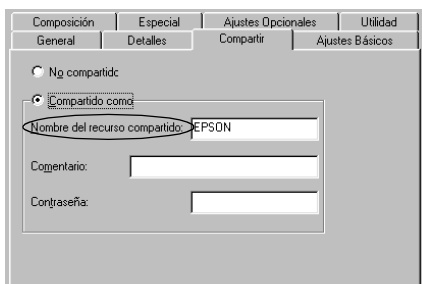 Composición Especial Ajustes Opcionales Utilidad
General Detalles Compartir Ajustes Básicos
No compartido
Compartido como
Nombre del recurso compartido: EPSON
Comentario:
Contraseña: